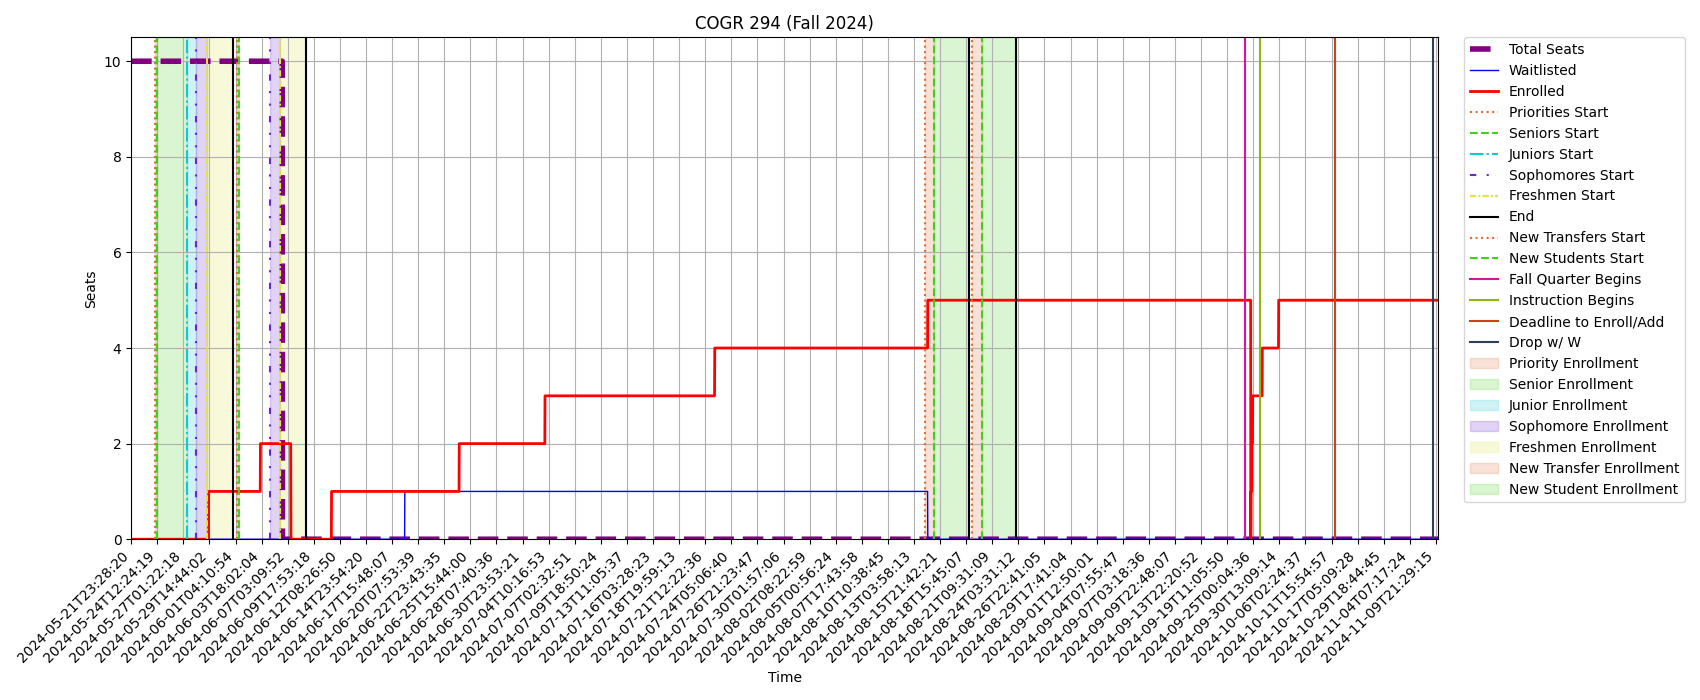 COGR 294 (Fall 2024)
Seats
10
8
6
4
2
0
2024-05-21T23:28:20
2024-05-24T12:24:19
2024-05-27T01:22:18
2024-05-29T14:44:02
2024-06-01T04:10:54
2024-06-03T18:02:04
2024-06-07T03:09:52
2024-06-09T17:53:18
2024-06-12T08:26:50
2024-06-14T23:54:20
2024-06-17T15:48:07
2024-06-20T07:53:39
2024-06-22T23:43:35
2024-06-25T15:44:00
2024-06-28T07:40:36
2024-06-30T23:53:21
2024-07-04T10:16:53
2024-07-07T02:32:51
2024-07-09T18:50:24
2024-07-13T11:05:37
2024-07-16T03:28:23
2024-07-18T19:59:13
2024-07-21T12:22:36
2024-07-24T05:06:40
2024-07-26T21:23:47
2024-07-30T01:57:06
2024-08-02T08:22:59
2024-08-05T00:56:24
2024-08-07T17:43:58
2024-08-10T10:38:45
2024-08-13T03:58:13
2024-08-15T21:42:21
2024-08-18T15:45:07
2024-08-21T09:31:09
2024-08-24T03:31:12
2024-08-26T22:41:05
2024-08-29T17:41:04
2024-09-01T12:50:01
2024-09-04T07:55:47
2024-09-07T03:18:36
2024-09-09T22:48:07
2024-09-13T22:20:52
2024-09-19T11:05:50
2024-09-25T00:04:36
2024-09-30T13:09:14
2024-10-06T02:24:37
2024-10-11T15:54:57
2024-10-17T05:09:28
2024-10-29T18:44:45
2024-11-04T07:17:24
2024-11-09T21:29:15
Time
Total Seats
Waitlisted
Enrolled
Priorities Start
Seniors Start
Juniors Start
Sophomores Start
Freshmen Start
End
New Transfers Start
New Students Start
Fall Quarter Begins
Instruction Begins
Deadline to Enroll/Add
Drop w/ W
Priority Enrollment
Senior Enrollment
Junior Enrollment
Sophomore Enrollment
Freshmen Enrollment
New Transfer Enrollment
New Student Enrollment